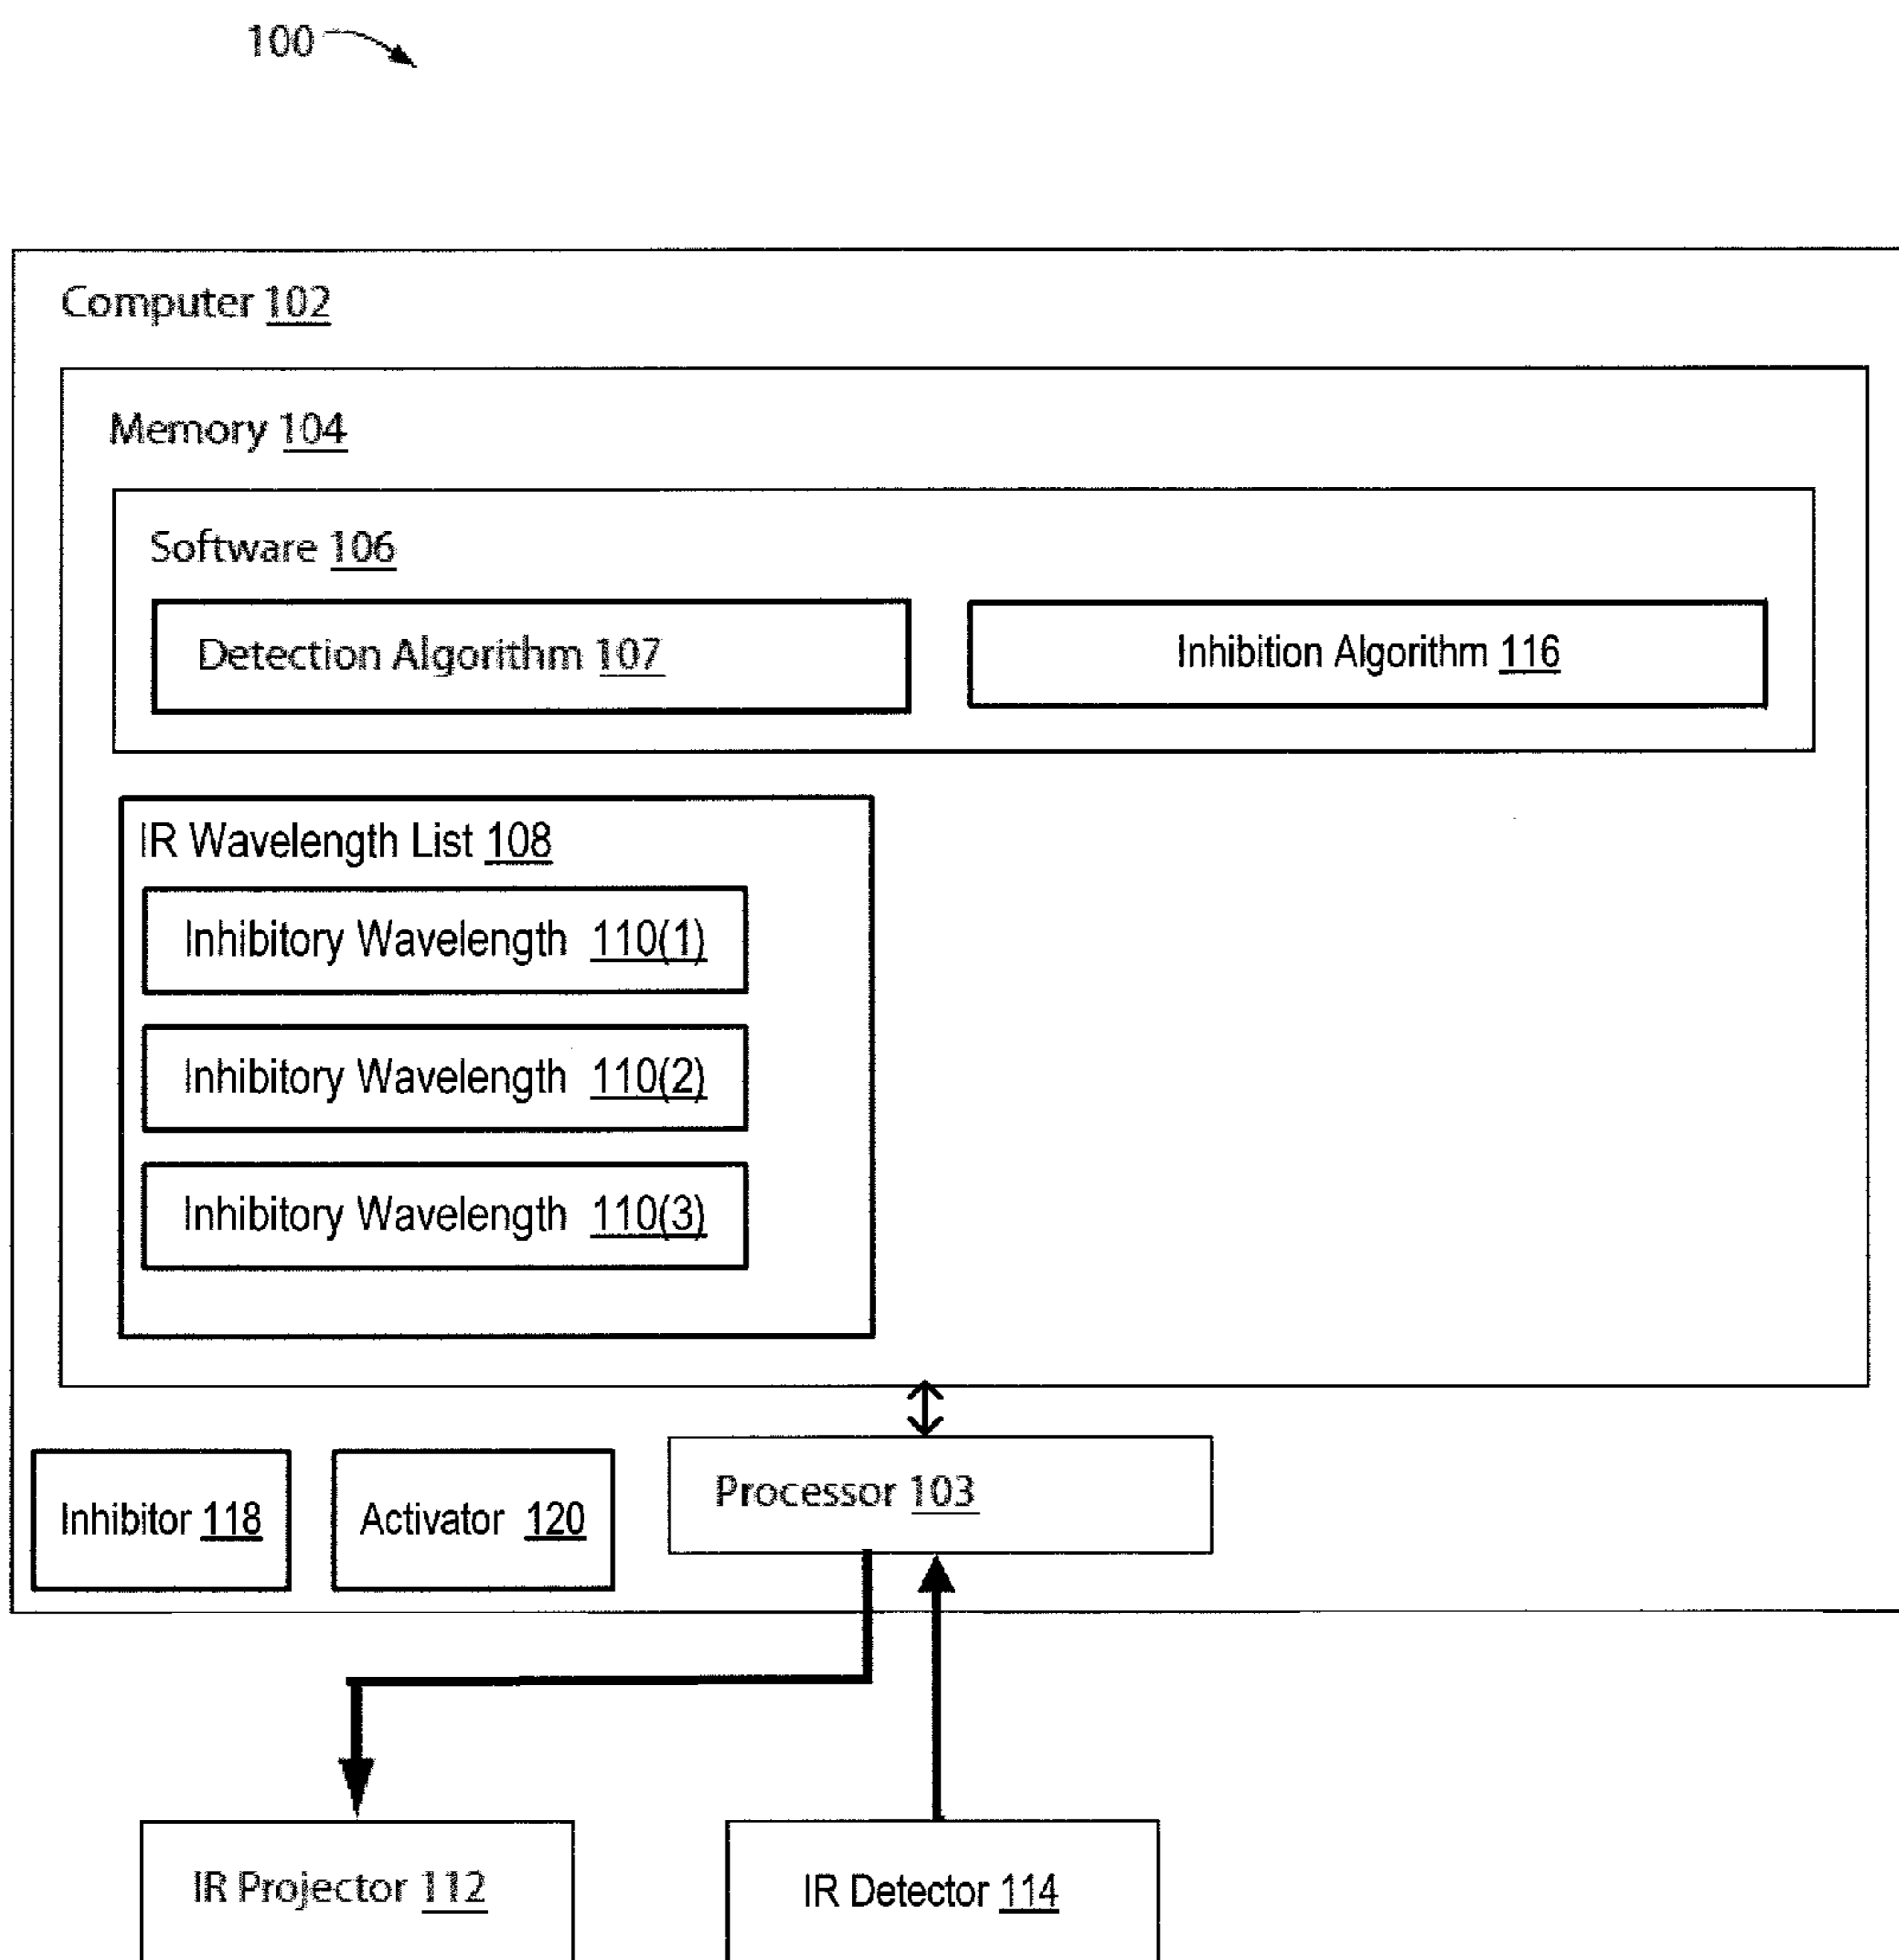 100
Computer 102
Memory 104
Software 106
Detection Algorithm 107
Inhibition Algorithm 116
IR Wavelength List 108
Inhibitory Wavelength 110(1)
Inhibitory Wavelength 110(2)
Inhibitory Wavelength 110(3)
Inhibitor 118
Activator 120
Processor 103
IR Projector 112
IR Detector 114